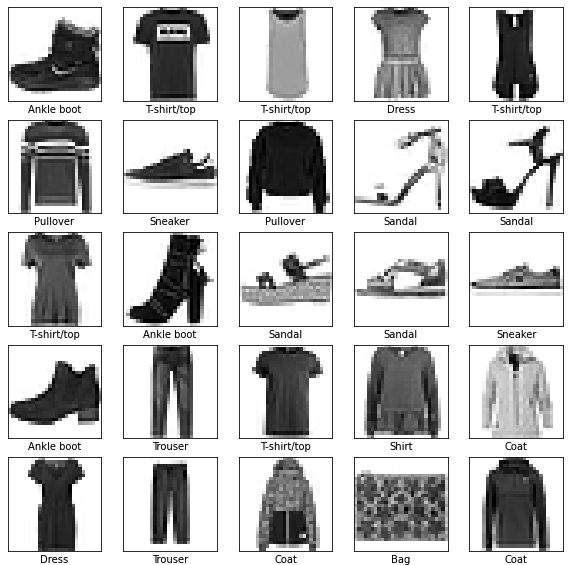 Ankle boot
T-shirt/top
T-shirt/top
Dress
T-shirt/top
Pullover
Sneaker
Pullover
Sandal
Sandal
T-shirt/top
Ankle boot
Sandal
Sandal
Sneaker
Ankle boot
Trouser
T-shirt/top
Shirt
Coat
Dress
Trouser
Coat
Bag
Coat